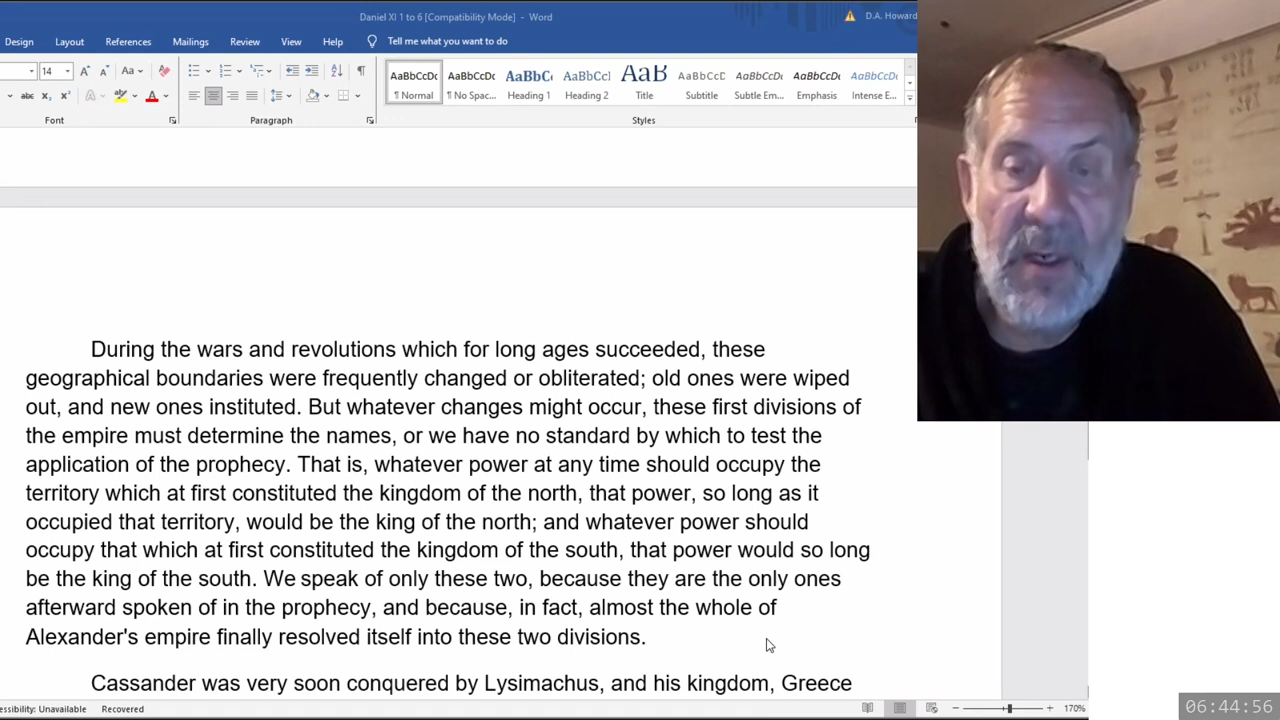 Daniel XI 1 to 6 [Compatibility Mode] - Word
D.A. Howard
Design Layout References Mailings Review View Help Tell me what you want to do
14 Aa
AaBbCcDc AaBbCcDc AaBbC AaBbCcC AaB AaBbCcD AaBbCcDc AaBbCcDc AaBbCcDc
¶ Normal ¶ No Spac... Heading 1 Heading 2 Title Subtitle Subtle Em... Emphasis Intense E...
Font Paragraph Styles
During the wars and revolutions which for long ages succeeded, these
geographical boundaries were frequently changed or obliterated; old ones were wiped
out, and new ones instituted. But whatever changes might occur, these first divisions of
the empire must determine the names, or we have no standard by which to test the
application of the prophecy. That is, whatever power at any time should occupy the
territory which at first constituted the kingdom of the north, that power, so long as it
occupied that territory, would be the king of the north; and whatever power should
occupy that which at first constituted the kingdom of the south, that power would so long
be the king of the south. We speak of only these two, because they are the only ones
afterward spoken of in the prophecy, and because, in fact, almost the whole of
Alexander's empire finally resolved itself into these two divisions.
Cassander was very soon conquered by Lysimachus, and his kingdom, Greece
ssibility: Unavailable Recovered 170%
06:44:56